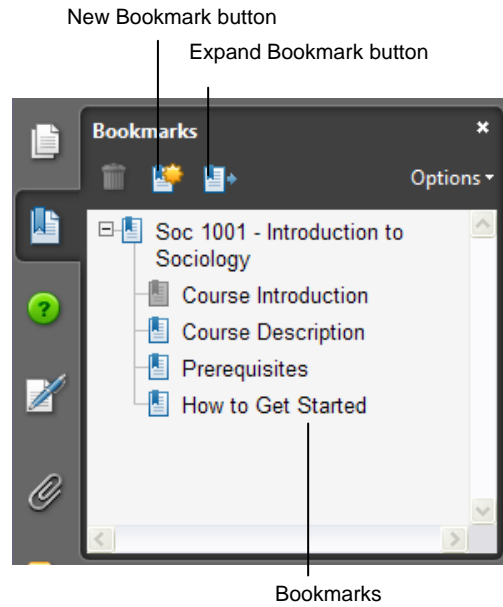 New Bookmark button
Expand Bookmark button
Bookmarks
Options
Soc 1001 - Introduction to
Sociology
Course Introduction
Course Description
Prerequisites
How to Get Started
Bookmarks